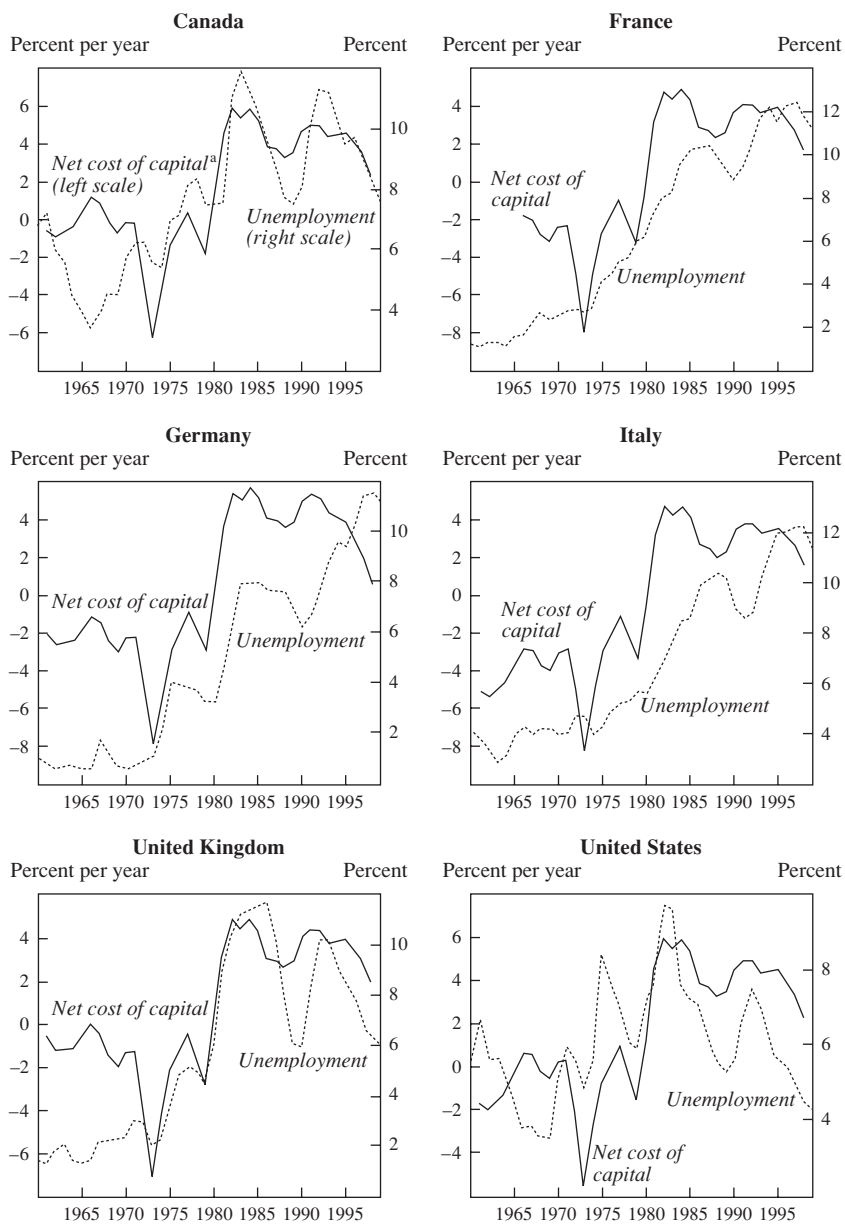 Canada
Percent per year Percent
6
4
2
0
–2
–4
–6
Net cost of capitalᵃ
(left scale)
Unemployment
(right scale)
10
8
6
4
1965 1970 1975 1980 1985 1990 1995
France
Percent per year Percent
4
2
0
–2
–4
–6
–8
Net cost of
capital
Unemployment
12
10
8
6
4
2
1965 1970 1975 1980 1985 1990 1995
Germany
Percent per year Percent
4
2
0
–2
–4
–6
–8
Net cost of capital
Unemployment
10
8
6
4
2
1965 1970 1975 1980 1985 1990 1995
Italy
Percent per year Percent
4
2
0
–2
–4
–6
–8
Net cost of
capital
Unemployment
12
10
8
6
4
1965 1970 1975 1980 1985 1990 1995
United Kingdom
Percent per year Percent
4
2
0
–2
–4
–6
Net cost of capital
Unemployment
10
8
6
4
2
1965 1970 1975 1980 1985 1990 1995
United States
Percent per year Percent
6
4
2
0
–2
–4
Unemployment
Net cost of
capital
8
6
4
1965 1970 1975 1980 1985 1990 1995